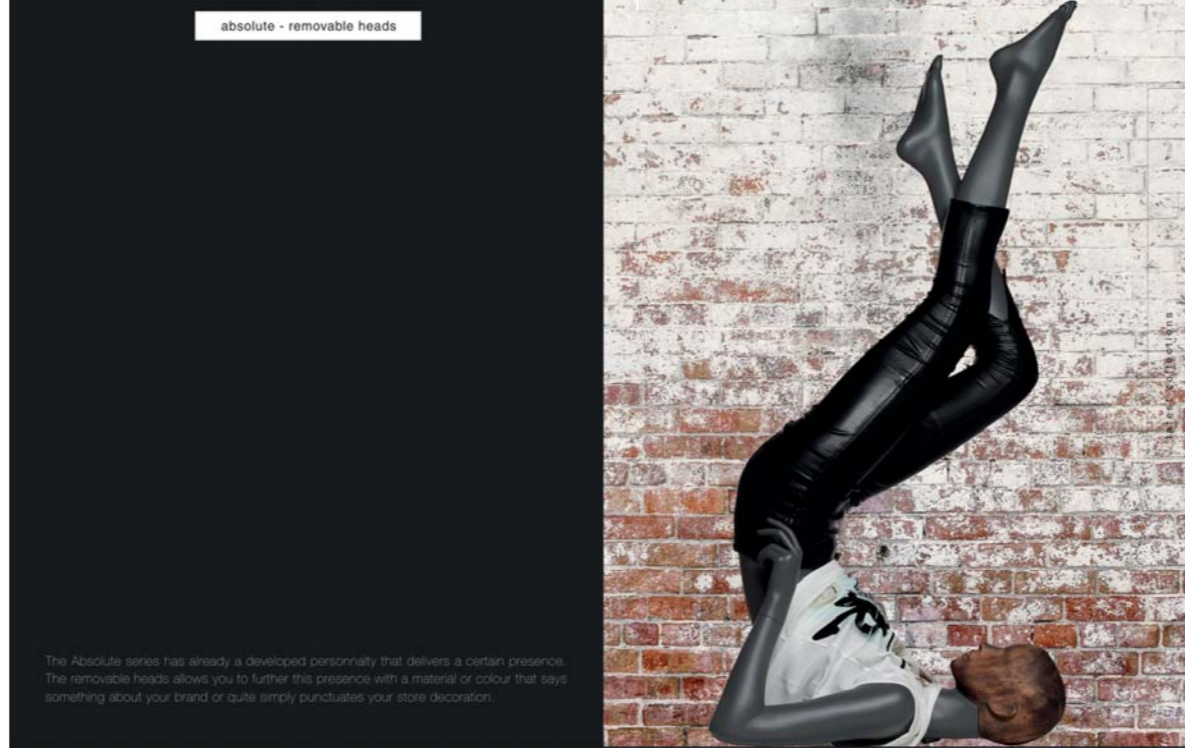 absolute - removable heads
The Absolute series has already a developed personnalty that delivers a certain presence.
The removable heads allows you to further this presence with a material or colour that says
something about your brand or quite simply punctuates your store decoration.
collections